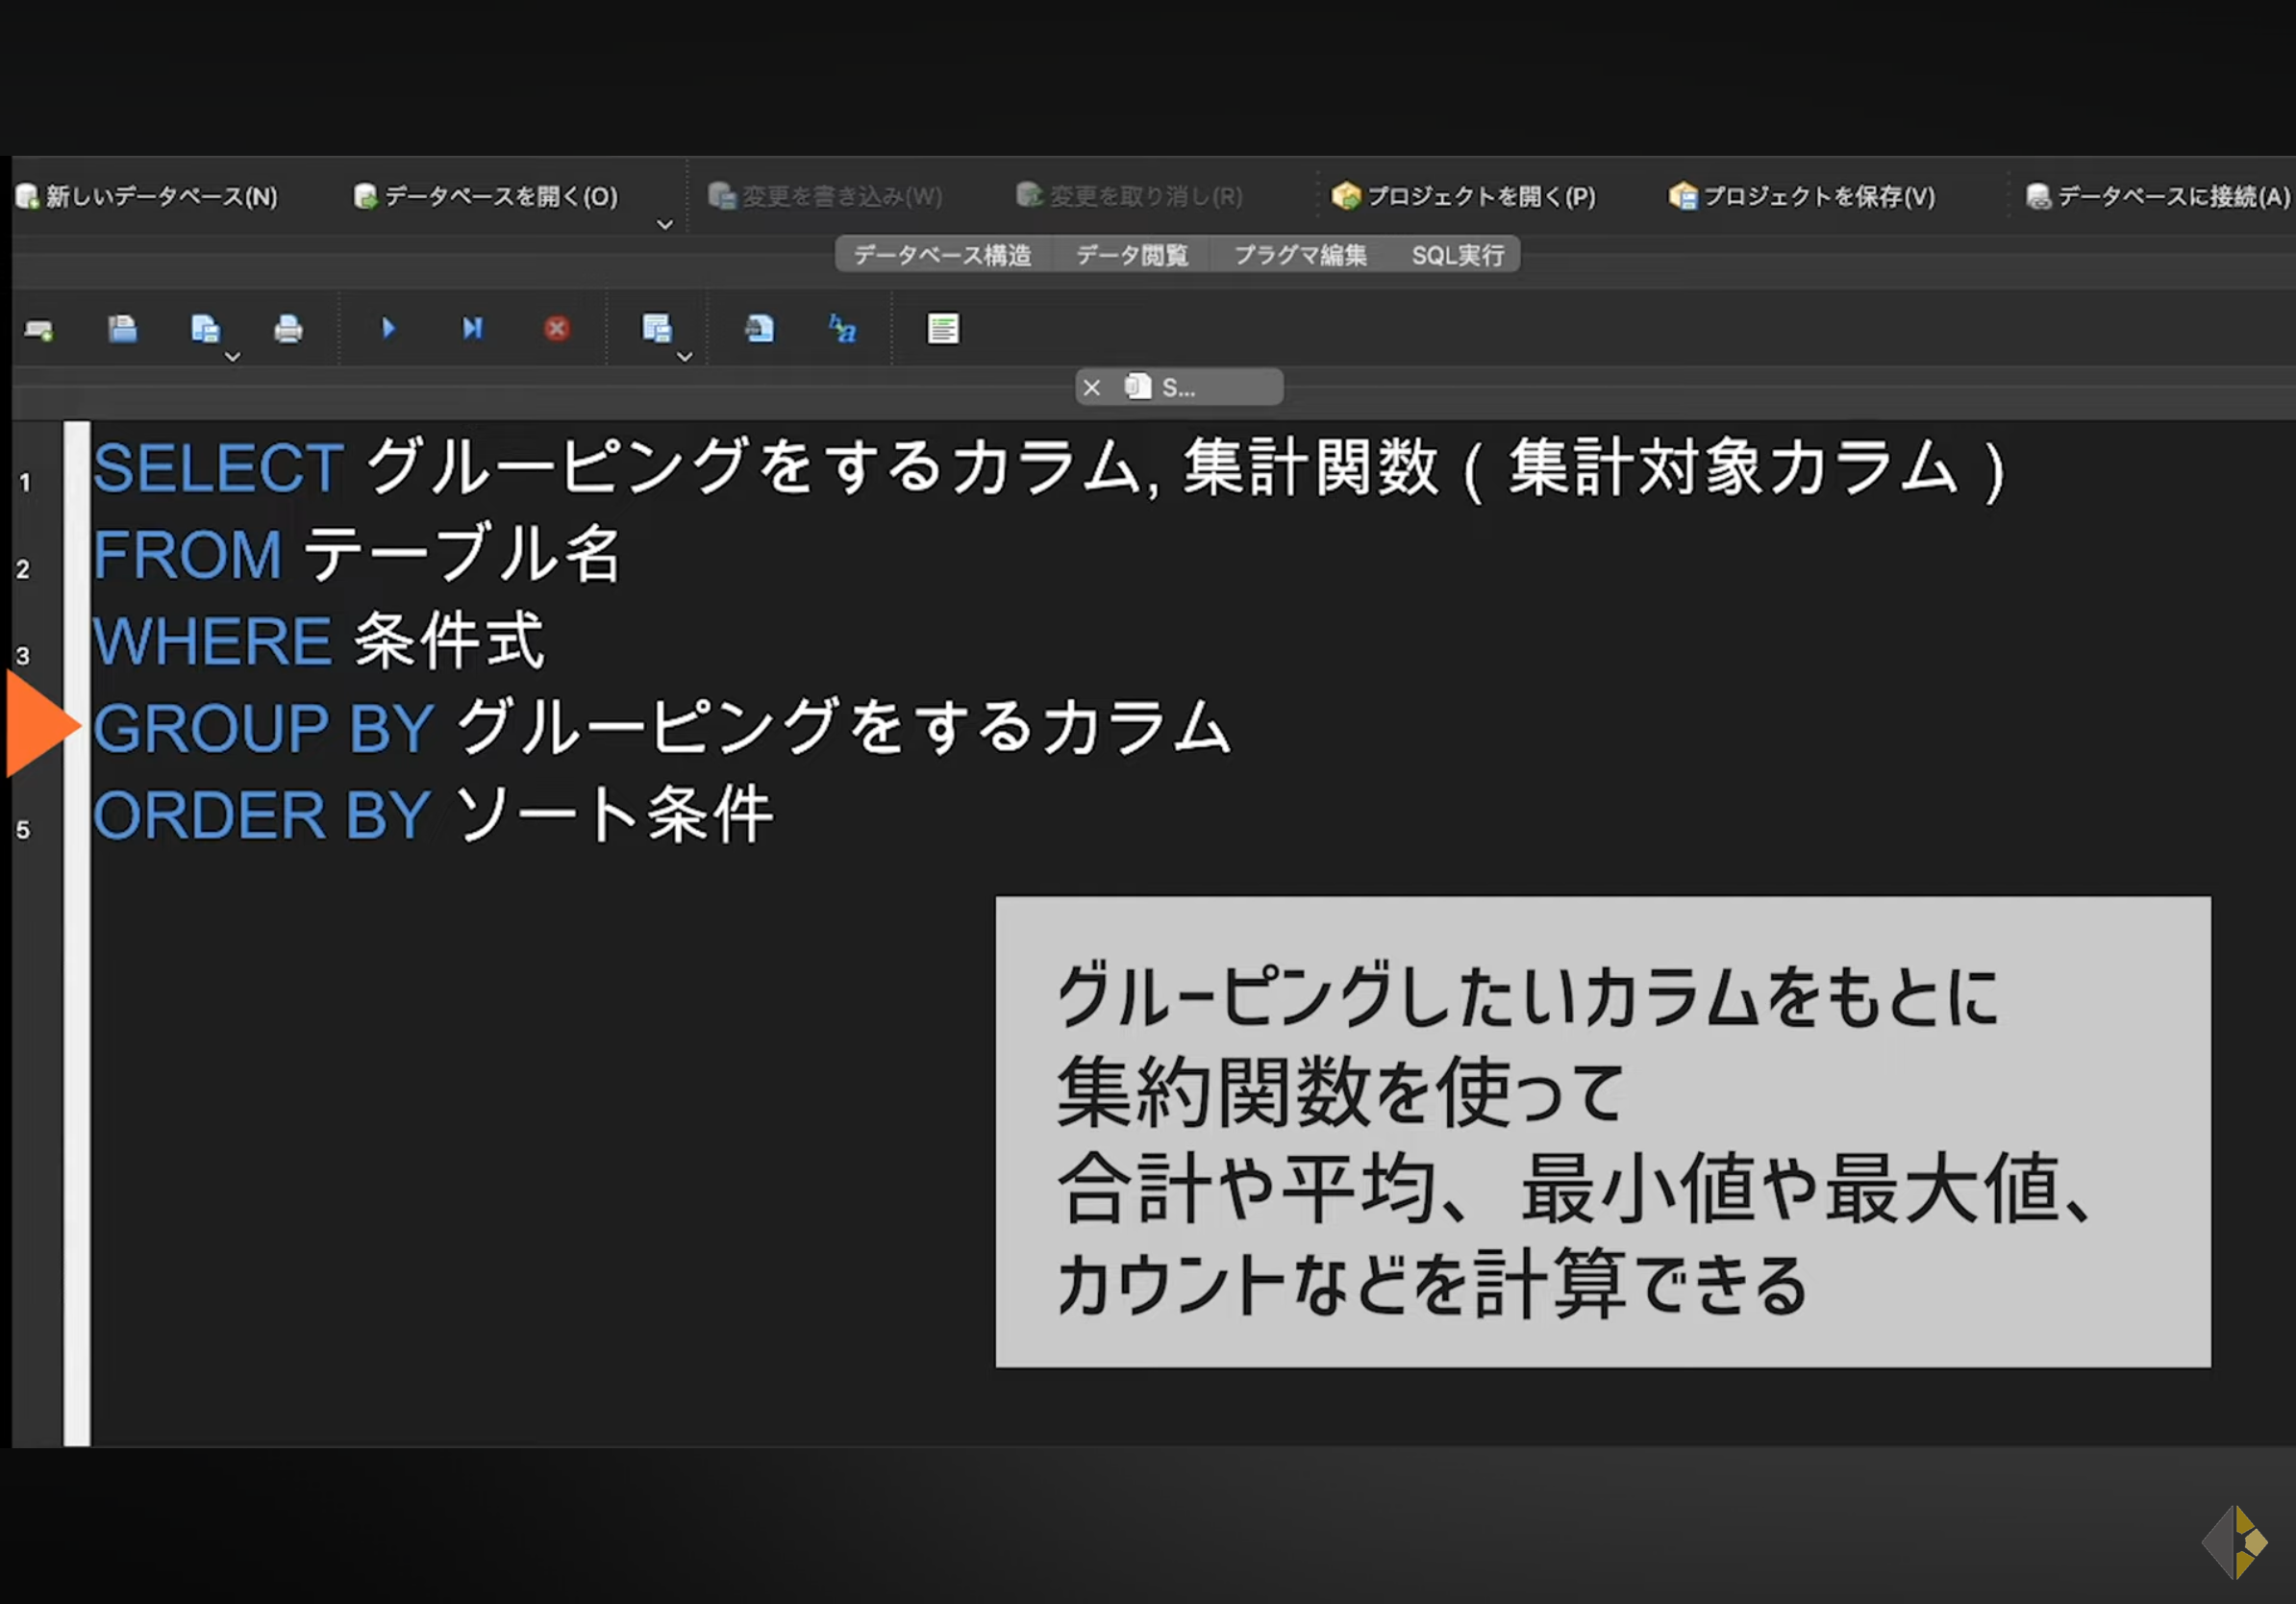 新しいデータベース(N) データベースを開く(O) 変更を書き込み(W) 変更を取り消し(R) プロジェクトを開く(P) プロジェクトを保存(V) データベースに接続(A)
データベース構造 データ閲覧 プラグマ編集 SQL実行
S...
1 SELECT グルーピングをするカラム, 集計関数 ( 集計対象カラム )
2 FROM テーブル名
3 WHERE 条件式
GROUP BY グルーピングをするカラム
5 ORDER BY ソート条件
グルーピングしたいカラムをもとに
集約関数を使って
合計や平均、最小値や最大値、
カウントなどを計算できる